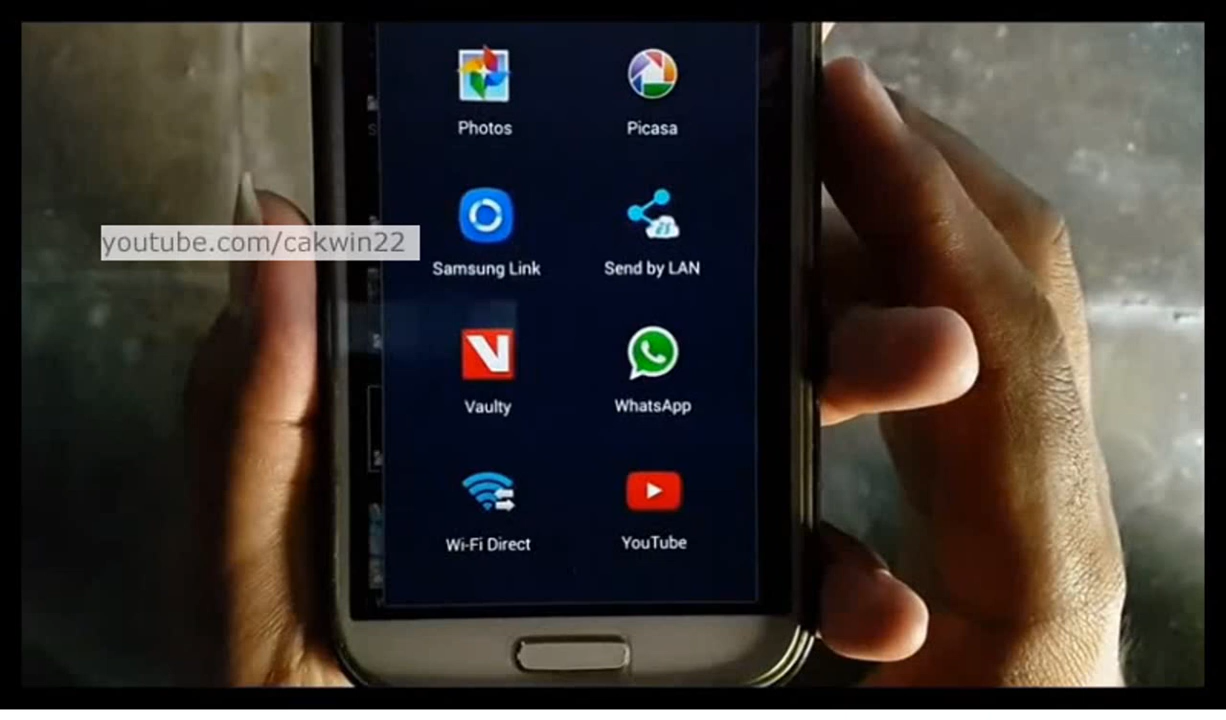 Photos Picasa
youtube.com/cakwin22
Samsung Link Send by LAN
Vaulty WhatsApp
Wi-Fi Direct YouTube